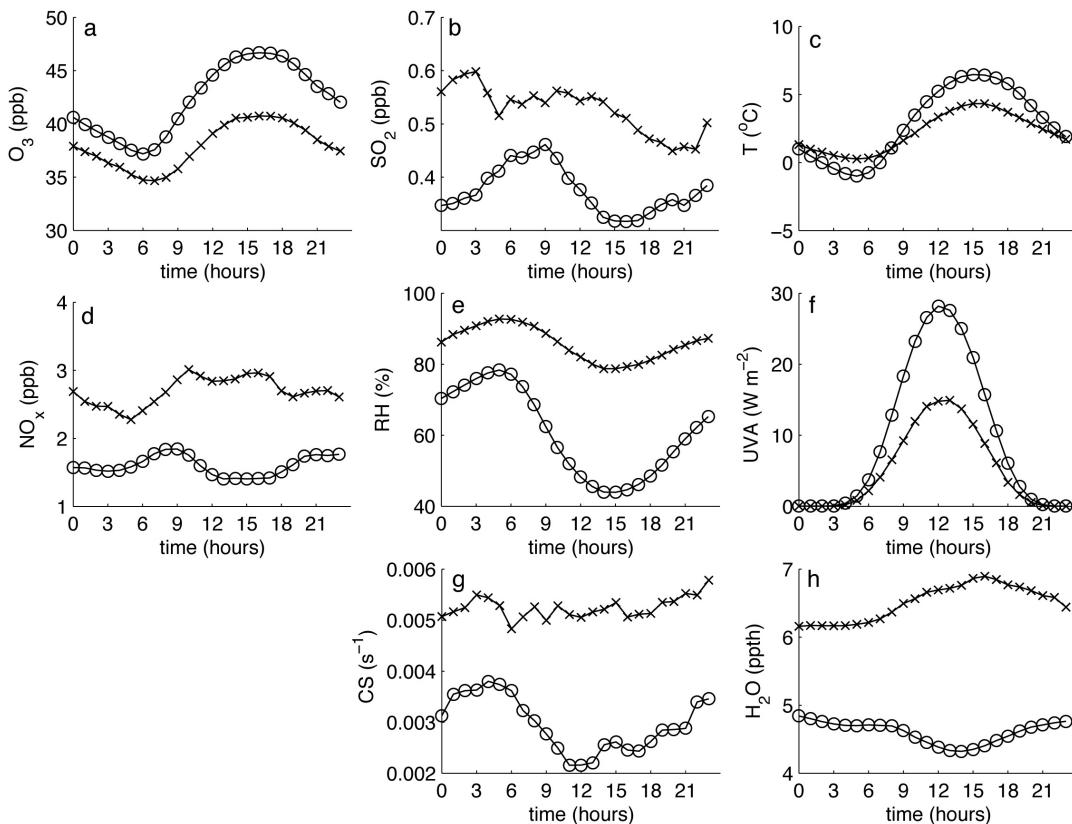 a
O3 (ppb)
50
45
40
35
30
0 3 6 9 12 15 18 21
time (hours)
b
SO2 (ppb)
0.7
0.6
0.5
0.4
0 3 6 9 12 15 18 21
time (hours)
c
T (oC)
10
5
0
−5
0 3 6 9 12 15 18 21
time (hours)
d
NOx (ppb)
4
3
2
1
0 3 6 9 12 15 18 21
time (hours)
e
RH (%)
100
80
60
40
0 3 6 9 12 15 18 21
time (hours)
f
UVA (W m−2)
30
20
10
0
0 3 6 9 12 15 18 21
time (hours)
g
CS (s−1)
0.006
0.005
0.004
0.003
0.002
0 3 6 9 12 15 18 21
time (hours)
h
H2O (ppth)
7
6
5
4
0 3 6 9 12 15 18 21
time (hours)